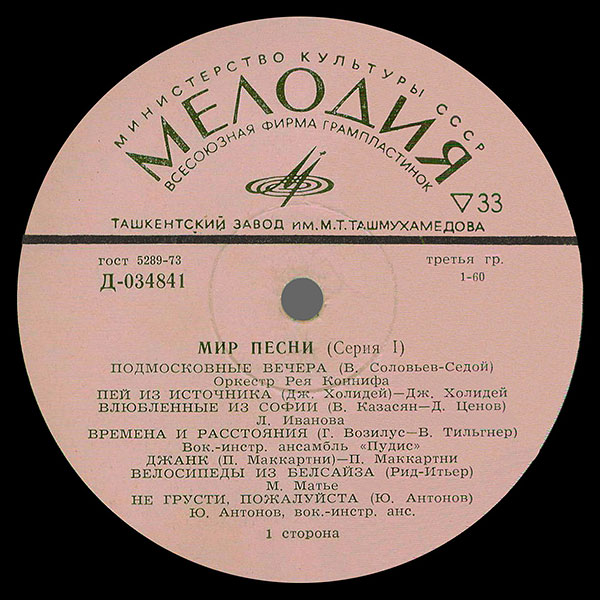 МИНИСТЕРСТВО КУЛЬТУРЫ СССР
МЕЛОДИЯ
ВСЕСОЮЗНАЯ ФИРМА ГРАМПЛАСТИНОК
33
ТАШКЕНТСКИЙ ЗАВОД ИМ. М.Т. ТАШМУХАМЕДОВА
гост 5289-73
третья гр.
Д-034841
1-60
МИР ПЕСНИ (Серия I)
ПОДМОСКОВНЫЕ ВЕЧЕРА (В. Соловьев-Седой)
Оркестр Рея Коннифа
ПЕЙ ИЗ ИСТОЧНИКА (Дж. Холидей)—Дж. Холидей
ВЛЮБЛЕННЫЕ ИЗ СОФИИ (В. Казасян—Д. Ценов)
Л. Иванова
ВРЕМЕНА И РАССТОЯНИЯ (Г. Возилус—В. Тильгнер)
Вок.-инстр. ансамбль «Пудис»
ДЖАНК (П. Маккартни)—П. Маккартни
ВЕЛОСИПЕДЫ ИЗ БЕЛСАЙЗА (Рид-Итьер)
М. Матье
НЕ ГРУСТИ, ПОЖАЛУЙСТА (Ю. Антонов)
Ю. Антонов, вок.-инстр. анс.
1 сторона